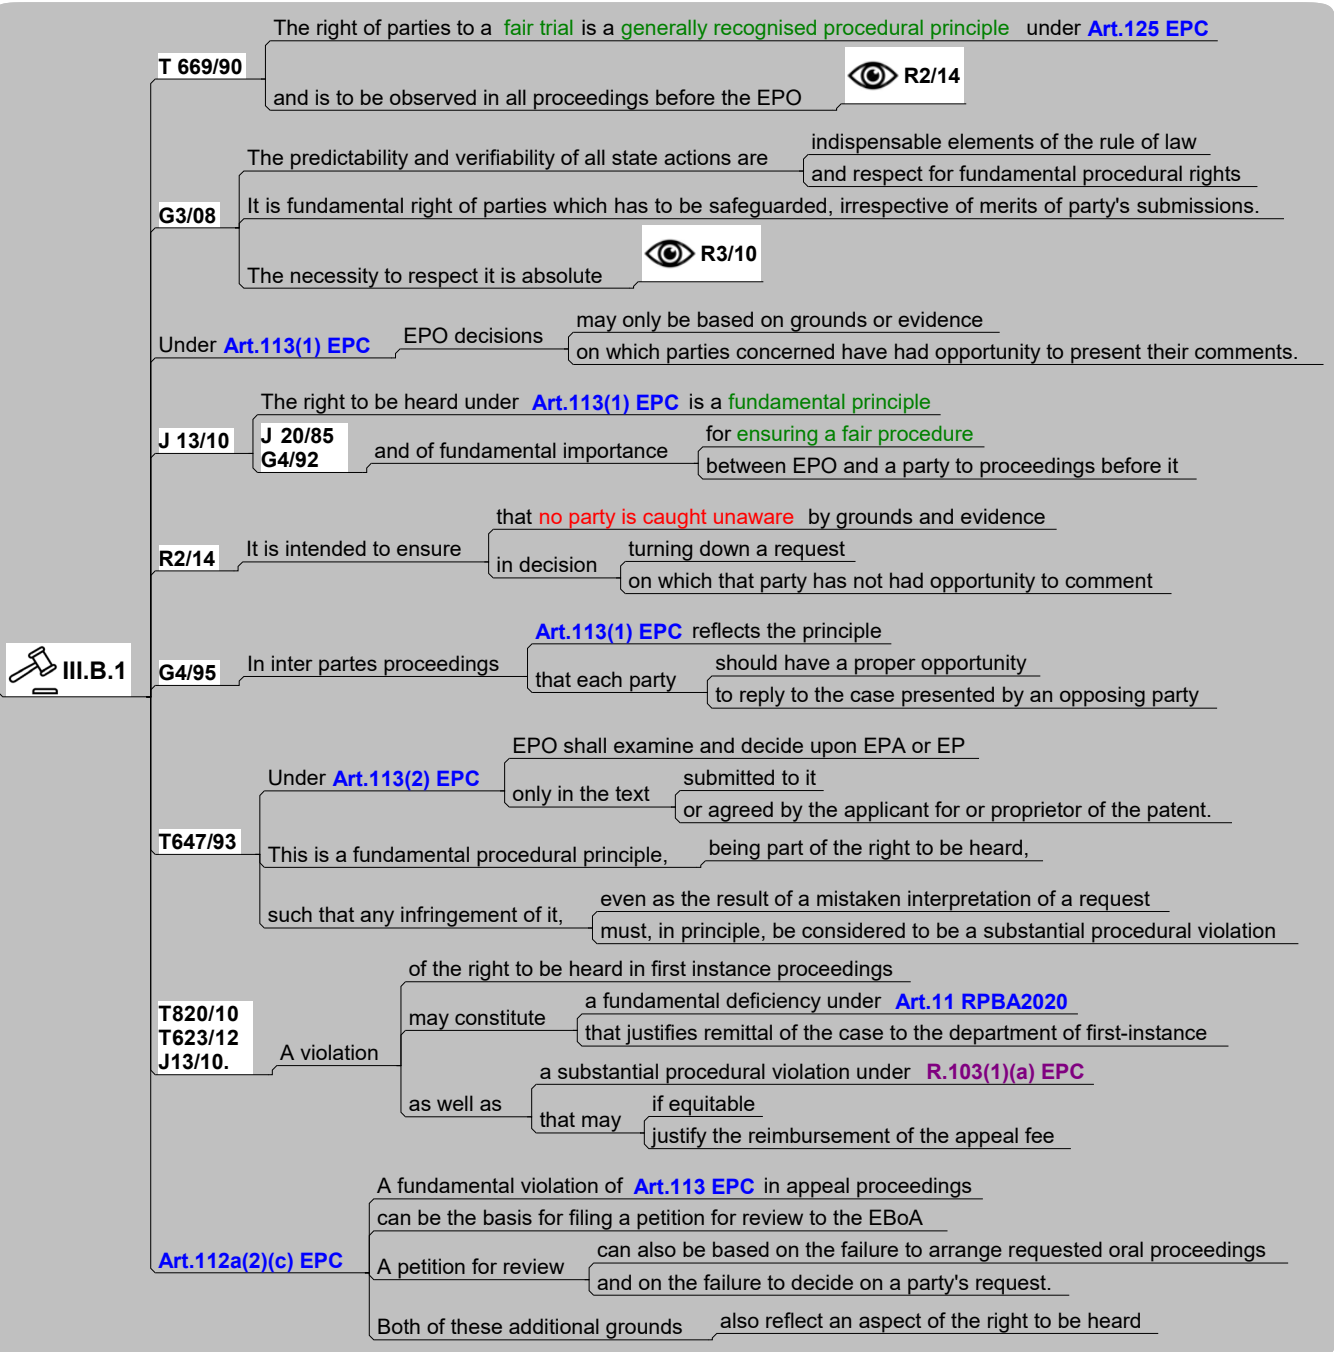 III.B.1
T 669/90
The right of parties to a fair trial is a generally recognised procedural principle under Art.125 EPC
and is to be observed in all proceedings before the EPO
R2/14
G3/08
The predictability and verifiability of all state actions are
indispensable elements of the rule of law
and respect for fundamental procedural rights
It is fundamental right of parties which has to be safeguarded, irrespective of merits of party's submissions.
The necessity to respect it is absolute
R3/10
Under Art.113(1) EPC
EPO decisions
may only be based on grounds or evidence
on which parties concerned have had opportunity to present their comments.
J 13/10
The right to be heard under Art.113(1) EPC is a fundamental principle
J 20/85
G4/92
and of fundamental importance
for ensuring a fair procedure
between EPO and a party to proceedings before it
R2/14
It is intended to ensure
that no party is caught unaware by grounds and evidence
in decision
turning down a request
on which that party has not had opportunity to comment
G4/95
In inter partes proceedings
Art.113(1) EPC reflects the principle
that each party
should have a proper opportunity
to reply to the case presented by an opposing party
T647/93
Under Art.113(2) EPC
EPO shall examine and decide upon EPA or EP
only in the text
submitted to it
or agreed by the applicant for or proprietor of the patent.
This is a fundamental procedural principle,
being part of the right to be heard,
such that any infringement of it,
even as the result of a mistaken interpretation of a request
must, in principle, be considered to be a substantial procedural violation
T820/10
T623/12
J13/10.
A violation
of the right to be heard in first instance proceedings
may constitute
a fundamental deficiency under Art.11 RPBA2020
that justifies remittal of the case to the department of first-instance
as well as
a substantial procedural violation under R.103(1)(a) EPC
that may
if equitable
justify the reimbursement of the appeal fee
Art.112a(2)(c) EPC
A fundamental violation of Art.113 EPC in appeal proceedings
can be the basis for filing a petition for review to the EBoA
A petition for review
can also be based on the failure to arrange requested oral proceedings
and on the failure to decide on a party's request.
Both of these additional grounds
also reflect an aspect of the right to be heard